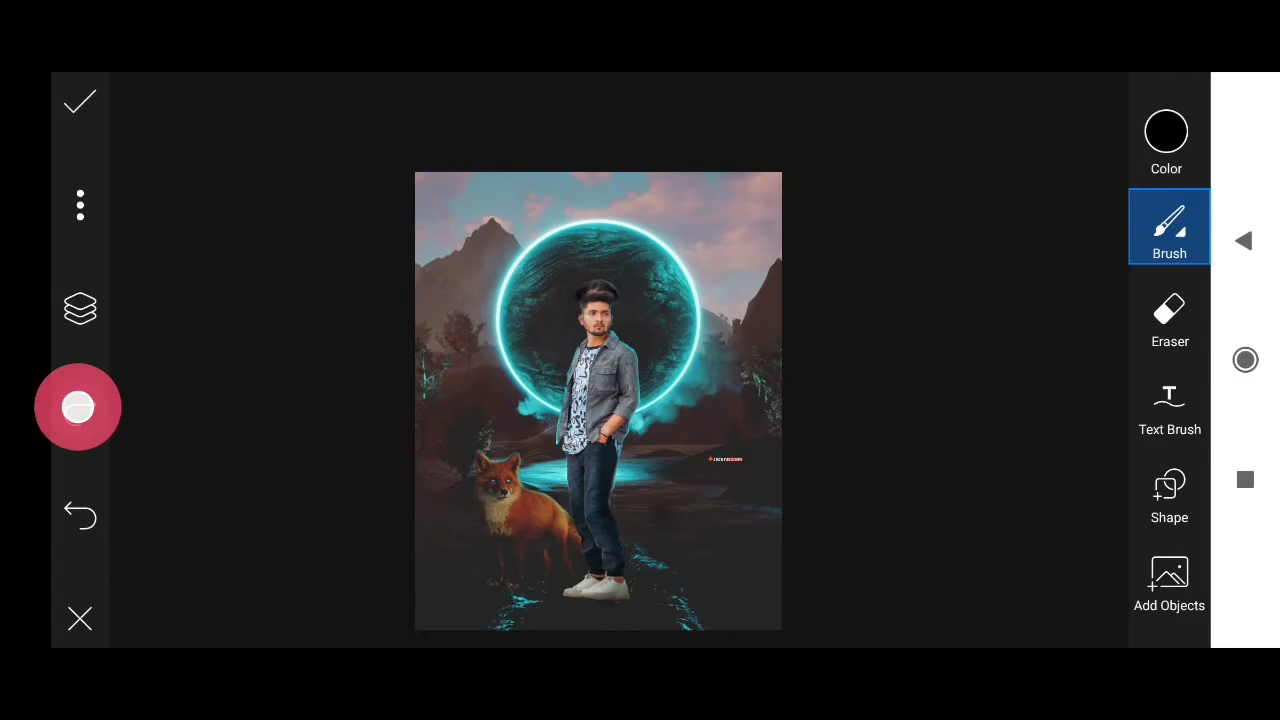 Color
Brush
Eraser
T
Text Brush
Shape
Add Objects